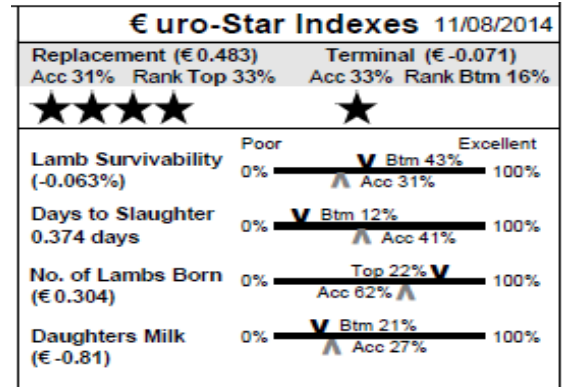 € uro-Star Indexes 11/08/2014
Replacement (€0.483) Terminal (€-0.071)
Acc 31% Rank Top 33% Acc 33% Rank Btm 16%
Poor Excellent
Lamb Survivability 0% Btm 43% 100%
(-0.063%) Acc 31%
Days to Slaughter 0% Btm 12% 100%
0.374 days Acc 41%
No. of Lambs Born 0% Top 22% 100%
(€0.304) Acc 62%
Daughters Milk 0% Btm 21% 100%
(€-0.81) Acc 27%